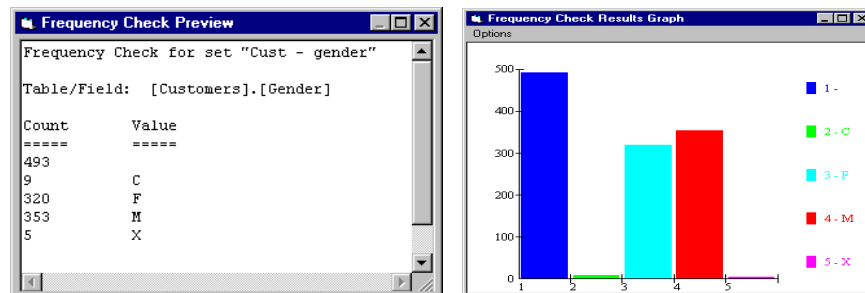 Frequency Check Preview
Frequency Check for set "Cust - gender"
Table/Field: [Customers].[Gender]
Count Value
===== =====
493
9 C
320 F
353 M
5 X
Frequency Check Results Graph
Options
500
400
300
200
100
0
1 2 3 4 5
1 -
2 - C
3 - F
4 - M
5 - X